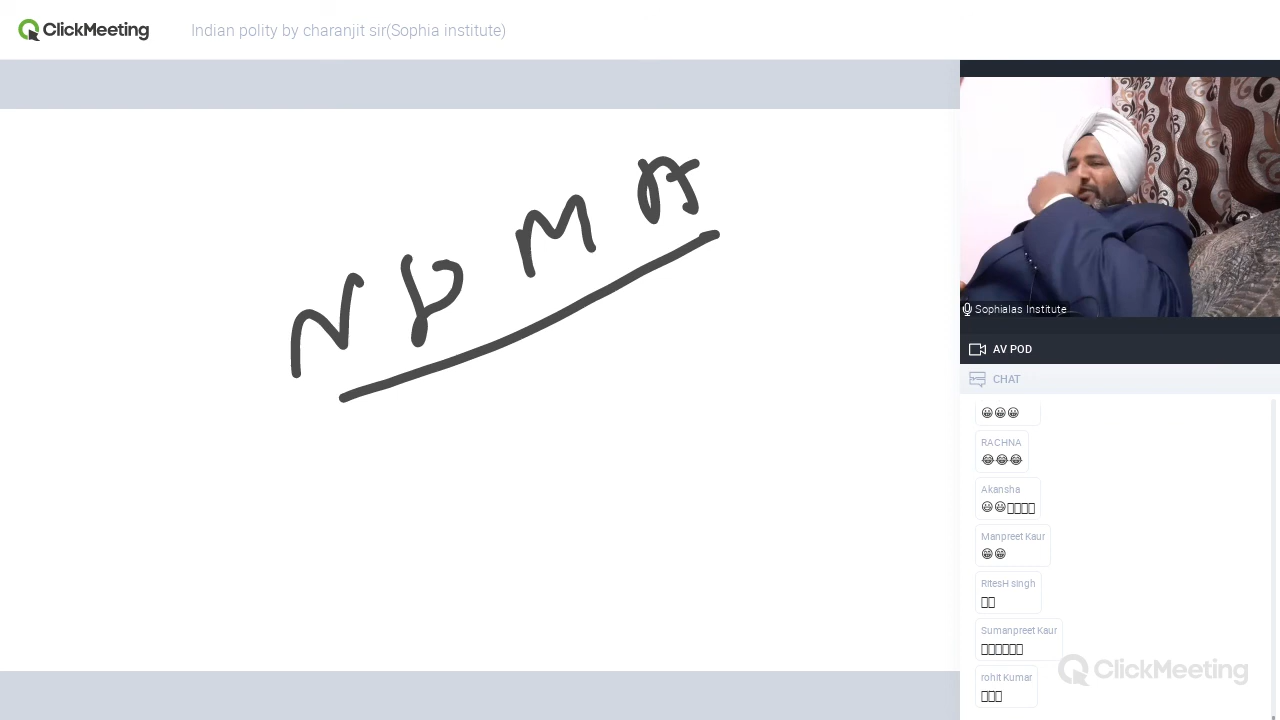 ClickMeeting
Indian polity by charanjit sir(Sophia institute)
N D M A
SophiaIas Institute
AV POD
CHAT
😀😀😀
RACHNA
😂😂😂
Akansha
😃😃
Manpreet Kaur
😁😁
RitesH singh
Sumanpreet Kaur
rohit Kumar
ClickMeeting